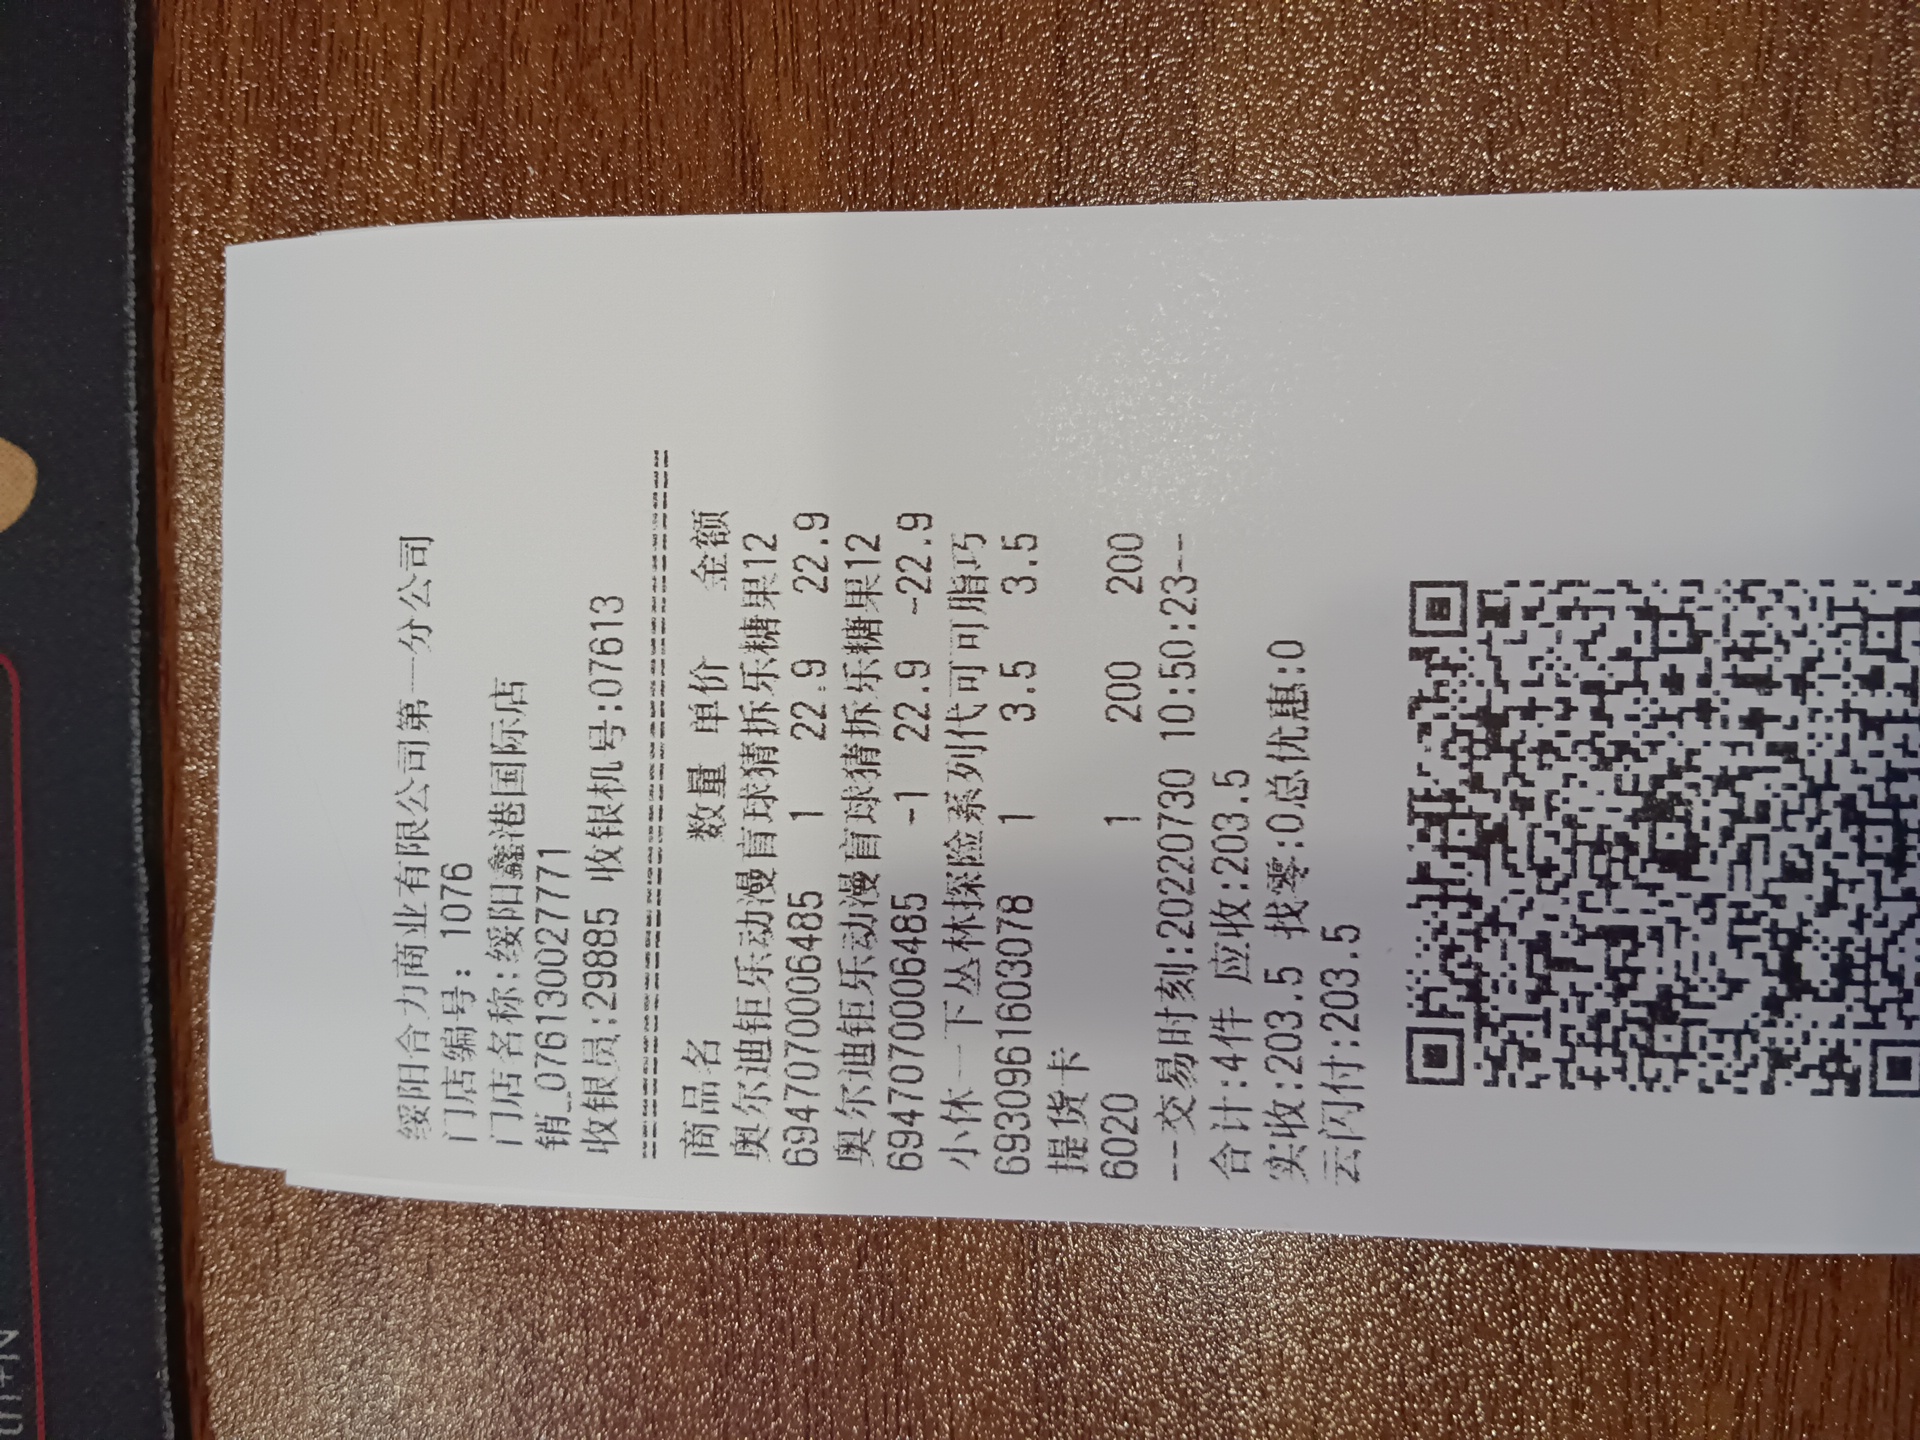 绥阳合力商业有限公司第一分公司
门店编号: 1076
门店名称:绥阳鑫港国际店
销_076130027771
收银员:29885 收银机号:07613
商品名 数量 单价 金额
奥尔迪钜乐动漫盲球猜拆乐糖果12
6947070006485 1 22.9 22.9
奥尔迪钜乐动漫盲球猜拆乐糖果12
6947070006485 -1 22.9 -22.9
小休一下丛林探险系列代可可脂巧
6930961603078 1 3.5 3.5
提货卡
6020 1 200 200
--交易时刻:20220730 10:50:23--
合计:4件 应收:203.5
实收:203.5 找零:0总优惠:0
云闪付:203.5